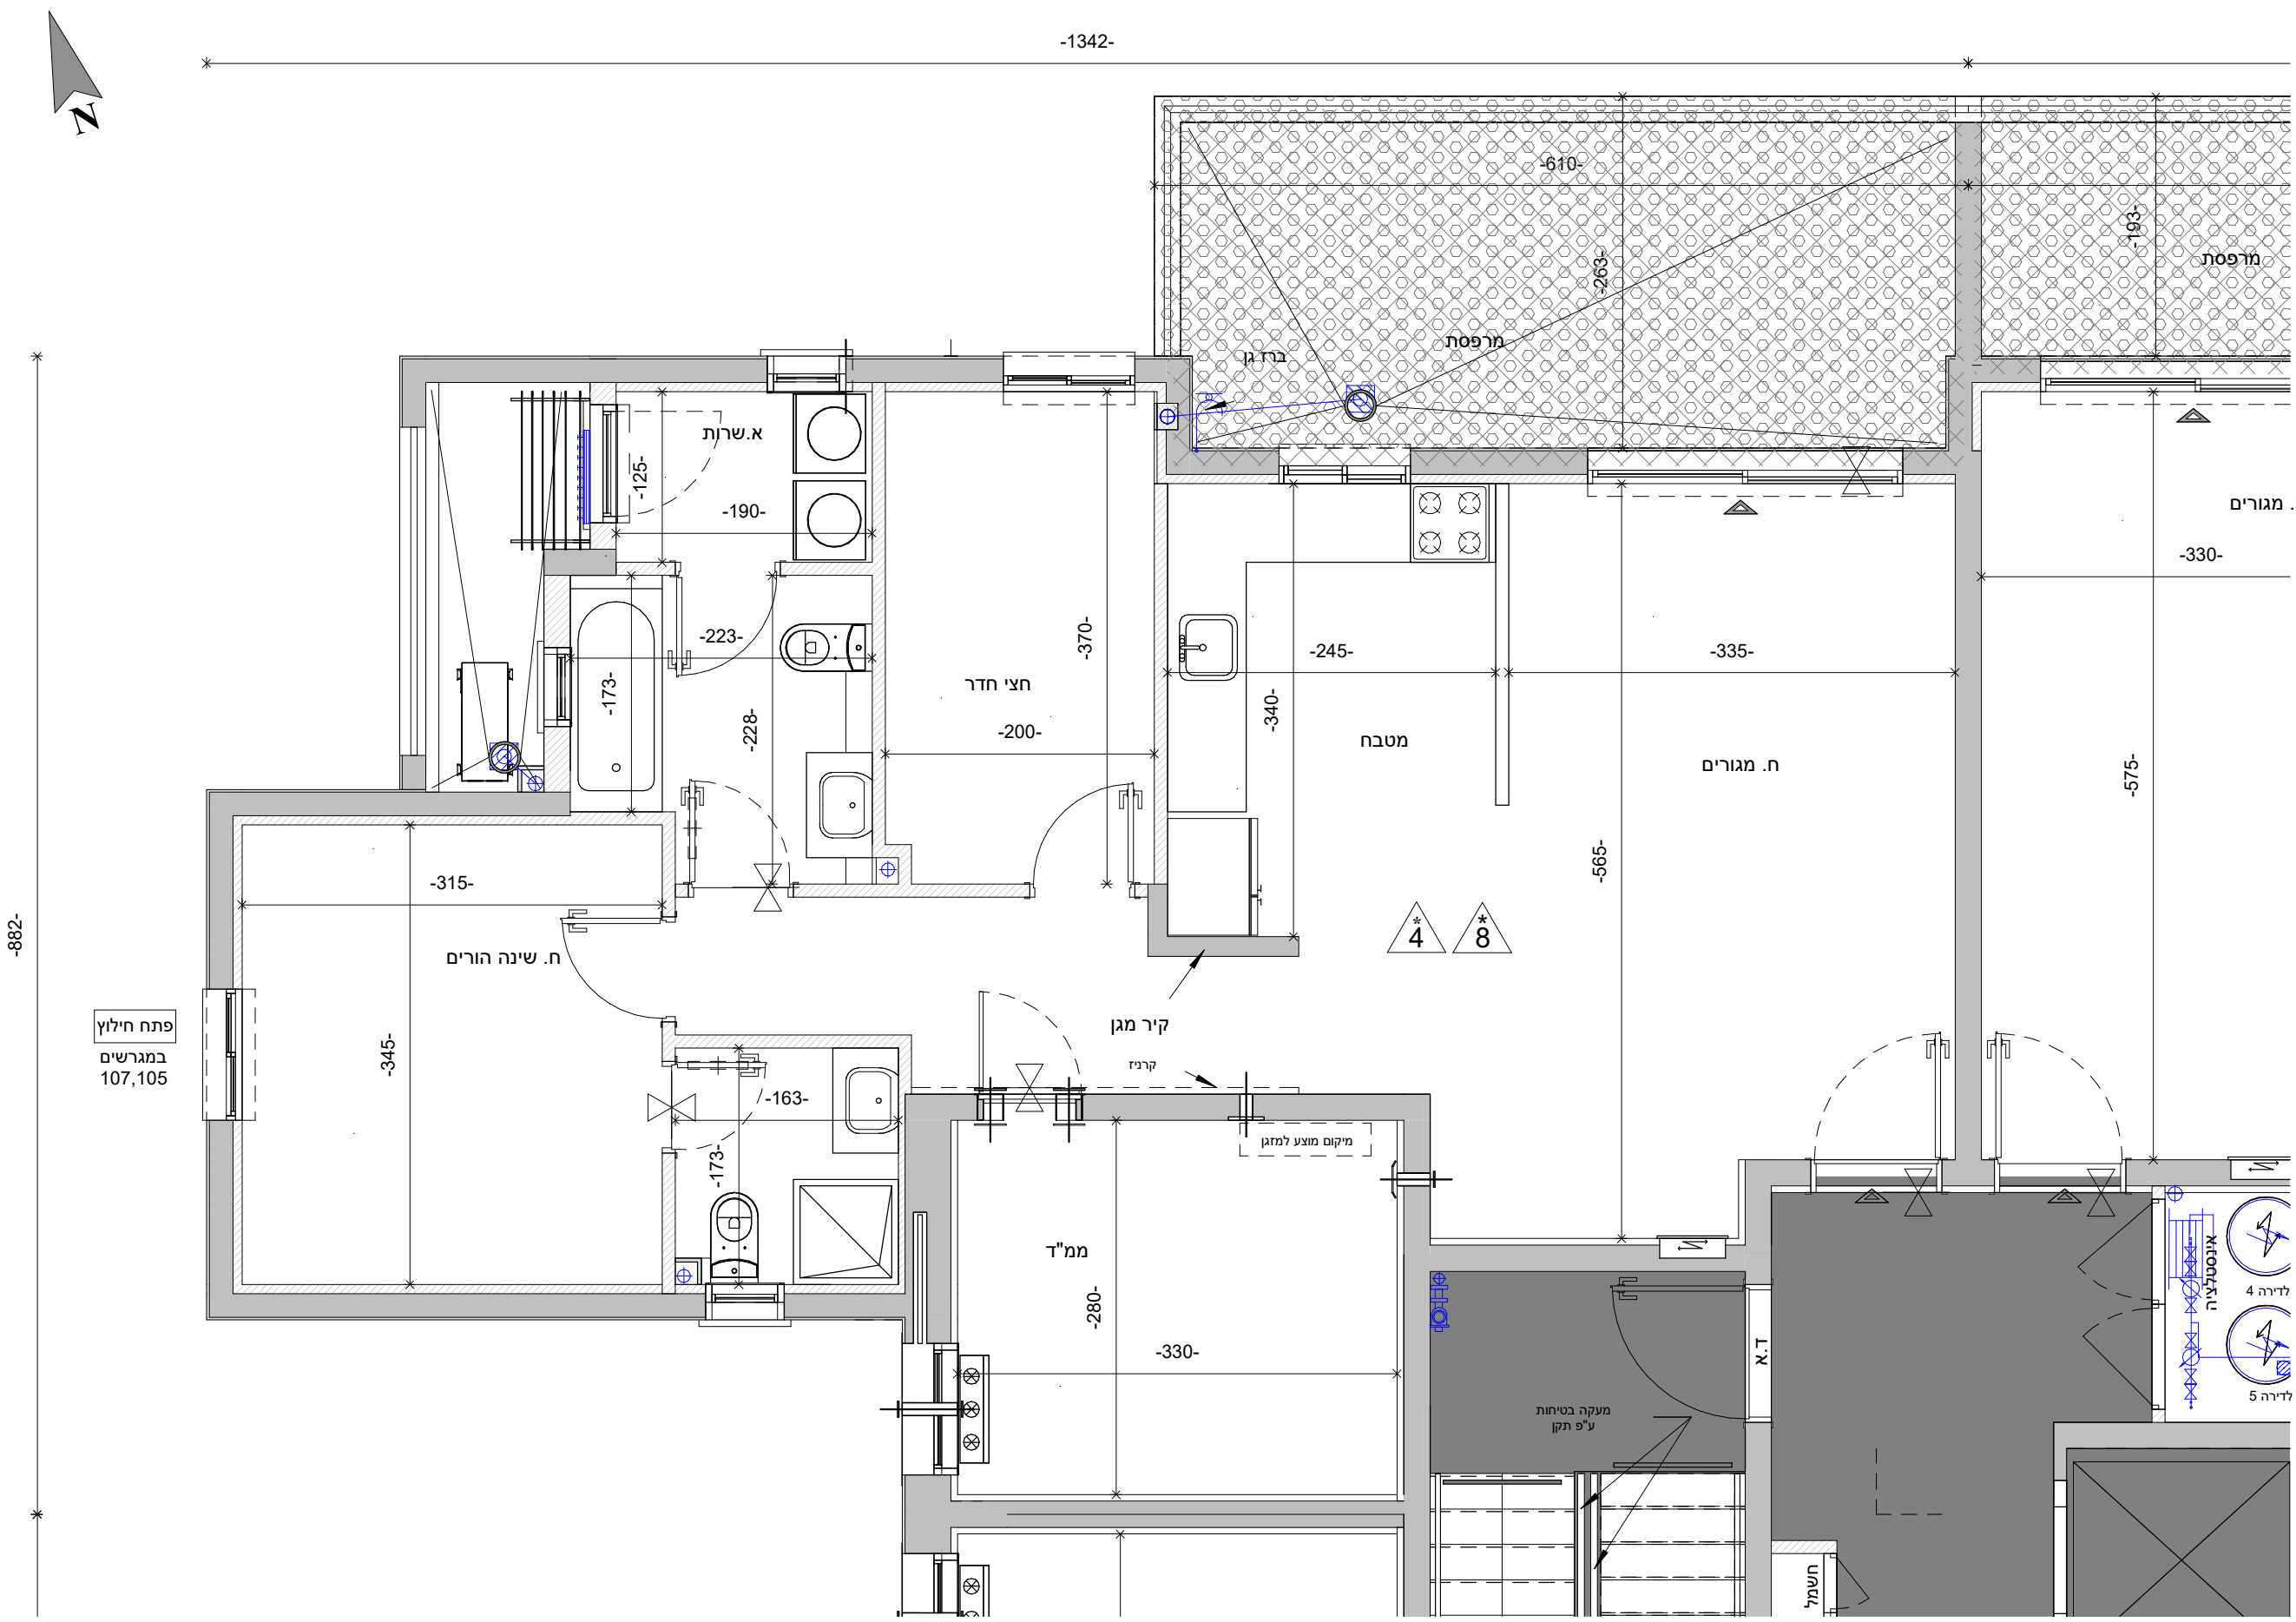 -1342-
N
-610-
-263-
-193-
מרפסת
מרפסת
ברז גן
א.שרות
-125-
-190-
ח. מגורים
-330-
-223-
-173-
-228-
חצי חדר
-370-
-200-
-245-
-340-
מטבח
-335-
ח. מגורים
-565-
-575-
-882-
-315-
ח. שינה הורים
-345-
פתח חילוץ
במגרשים
107,105
* 4
* 8
קיר מגן
קרניז
-163-
-173-
מיקום מוצע למזגן
ממ"ד
-280-
-330-
אינסטלציה
לדירה 4
לדירה 5
ד.א
מעקה בטיחות
ע"פ תקן
חשמל